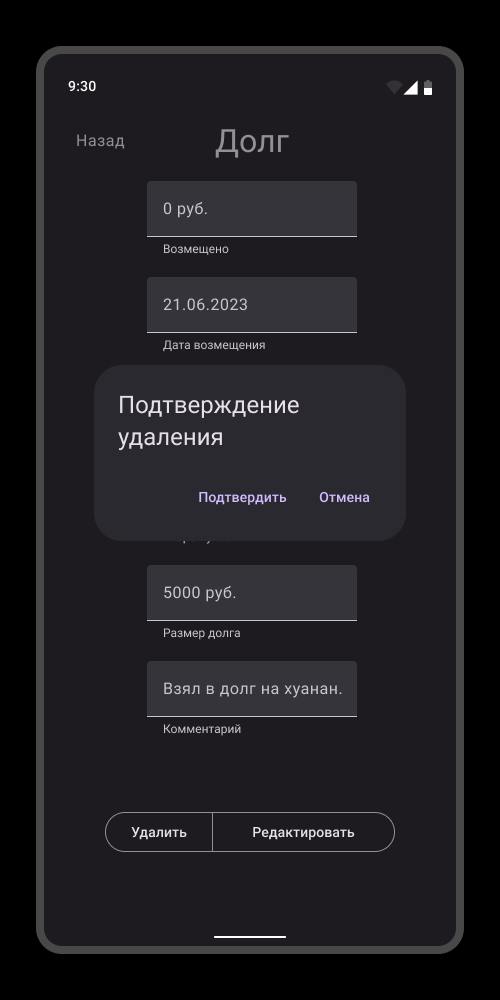 9:30
Назад
Долг
0 руб.
Возмещено
21.06.2023
Дата возмещения
Подтверждение
удаления
Подтвердить
Отмена
5000 руб.
Размер долга
Взял в долг на хуанан.
Комментарий
Удалить
Редактировать